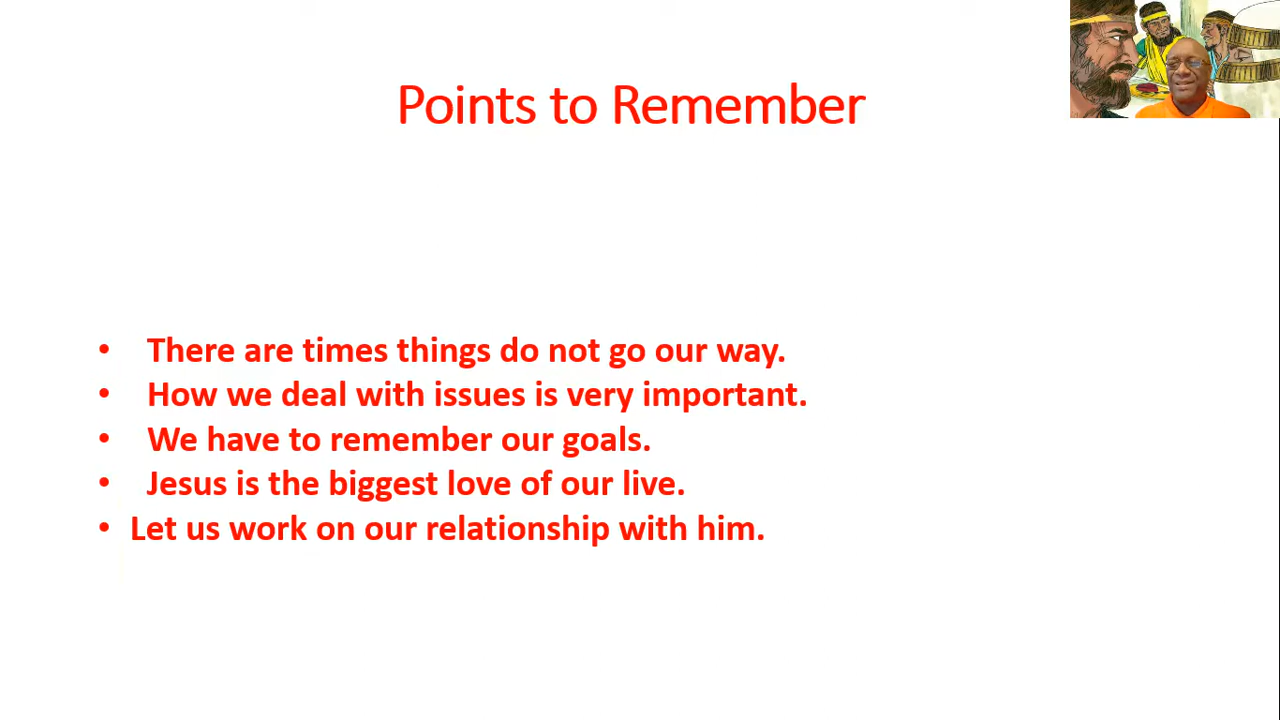 Points to Remember
• There are times things do not go our way.
• How we deal with issues is very important.
• We have to remember our goals.
• Jesus is the biggest love of our live.
• Let us work on our relationship with him.